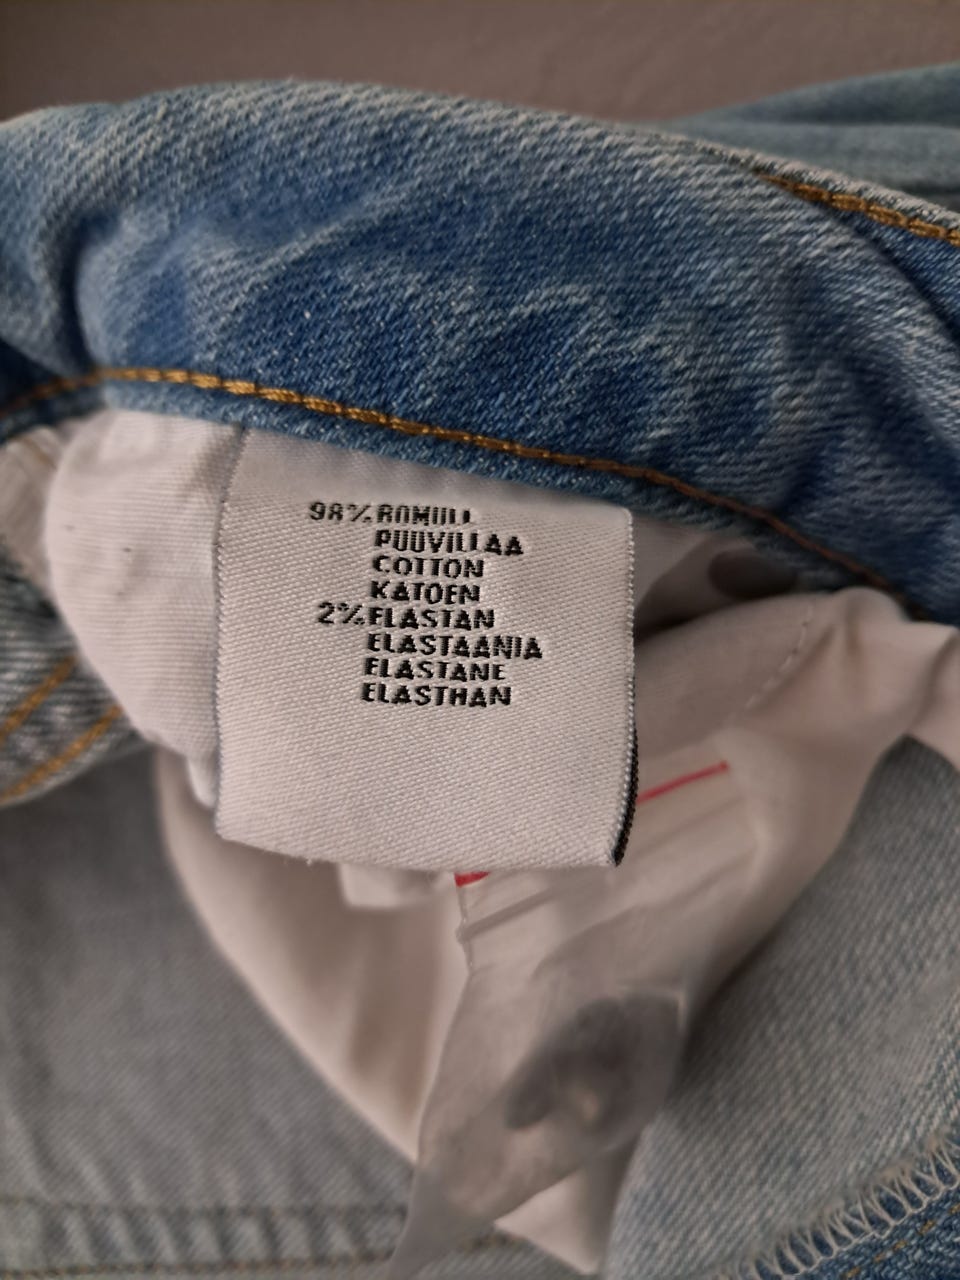 98% BOMULL
PUUVILLAA
COTTON
KATOEN
2% ELASTAN
ELASTAANIA
ELASTANE
ELASTHAN